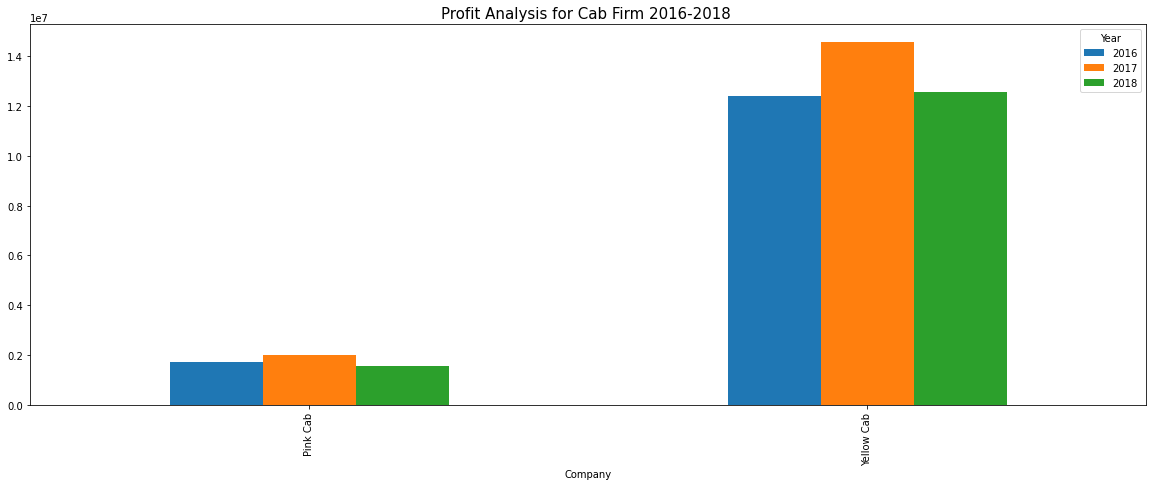 Profit Analysis for Cab Firm 2016-2018
1e7
1.4
1.2
1.0
0.8
0.6
0.4
0.2
0.0
Year
2016
2017
2018
Pink Cab
Yellow Cab
Company